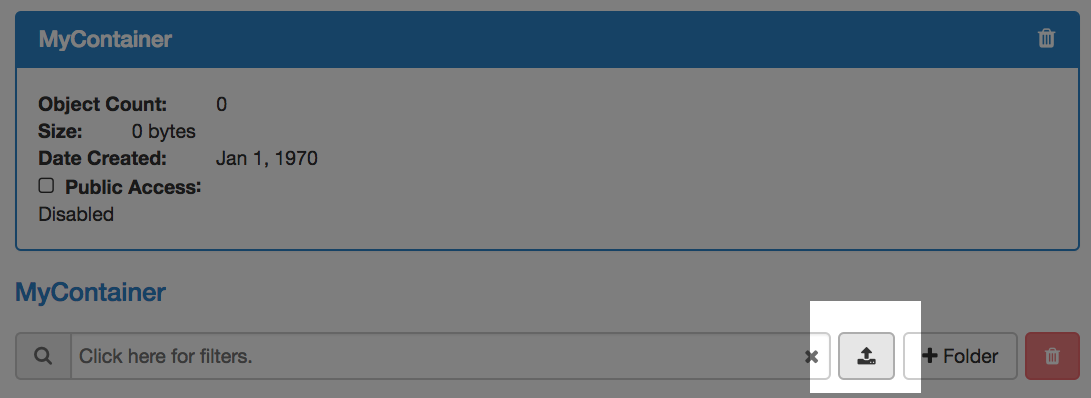 MyContainer
Object Count: 0
Size: 0 bytes
Date Created: Jan 1, 1970
Public Access:
Disabled
MyContainer
Click here for filters.
Folder